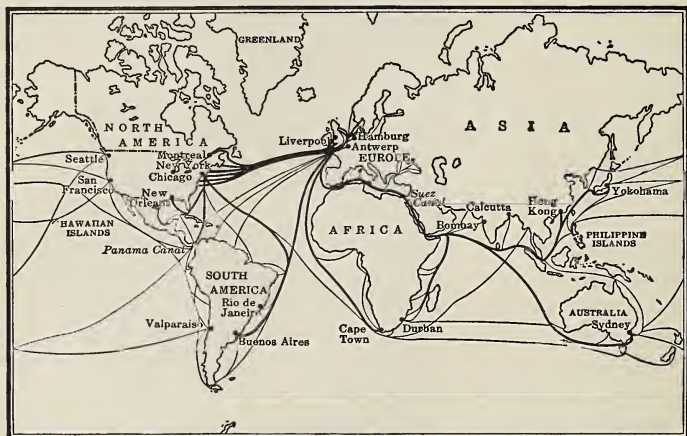 GREENLAND
NORTH
AMERICA
ASIA
Liverpool
Hamburg
Antwerp
EUROPE
Montreal
New York
Chicago
Seattle
San
Francisco
New
Orleans
Suez
Canal
Calcutta
Hong
Kong
Yokohama
HAWAIIAN
ISLANDS
AFRICA
Bombay
PHILIPPINE
ISLANDS
Panama Canal
SOUTH
AMERICA
Rio de
Janeiro
Valparaiso
Buenos Aires
Cape
Town
Durban
AUSTRALIA
Sydney